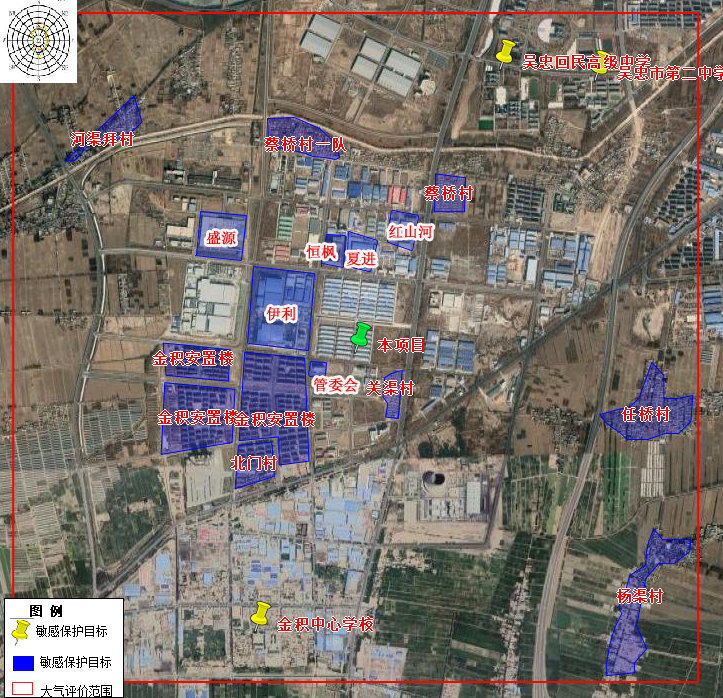 吴忠回民高级中学
吴忠市第二中学
河渠拜村
蔡桥村一队
蔡桥村
盛源
红山河
恒枫
夏进
伊利
本项目
金积安置楼
管委会
关渠村
金积安置楼
金积安置楼
任桥村
北门村
杨渠村
金积中心学校
图 例
敏感保护目标
敏感保护目标
大气评价范围